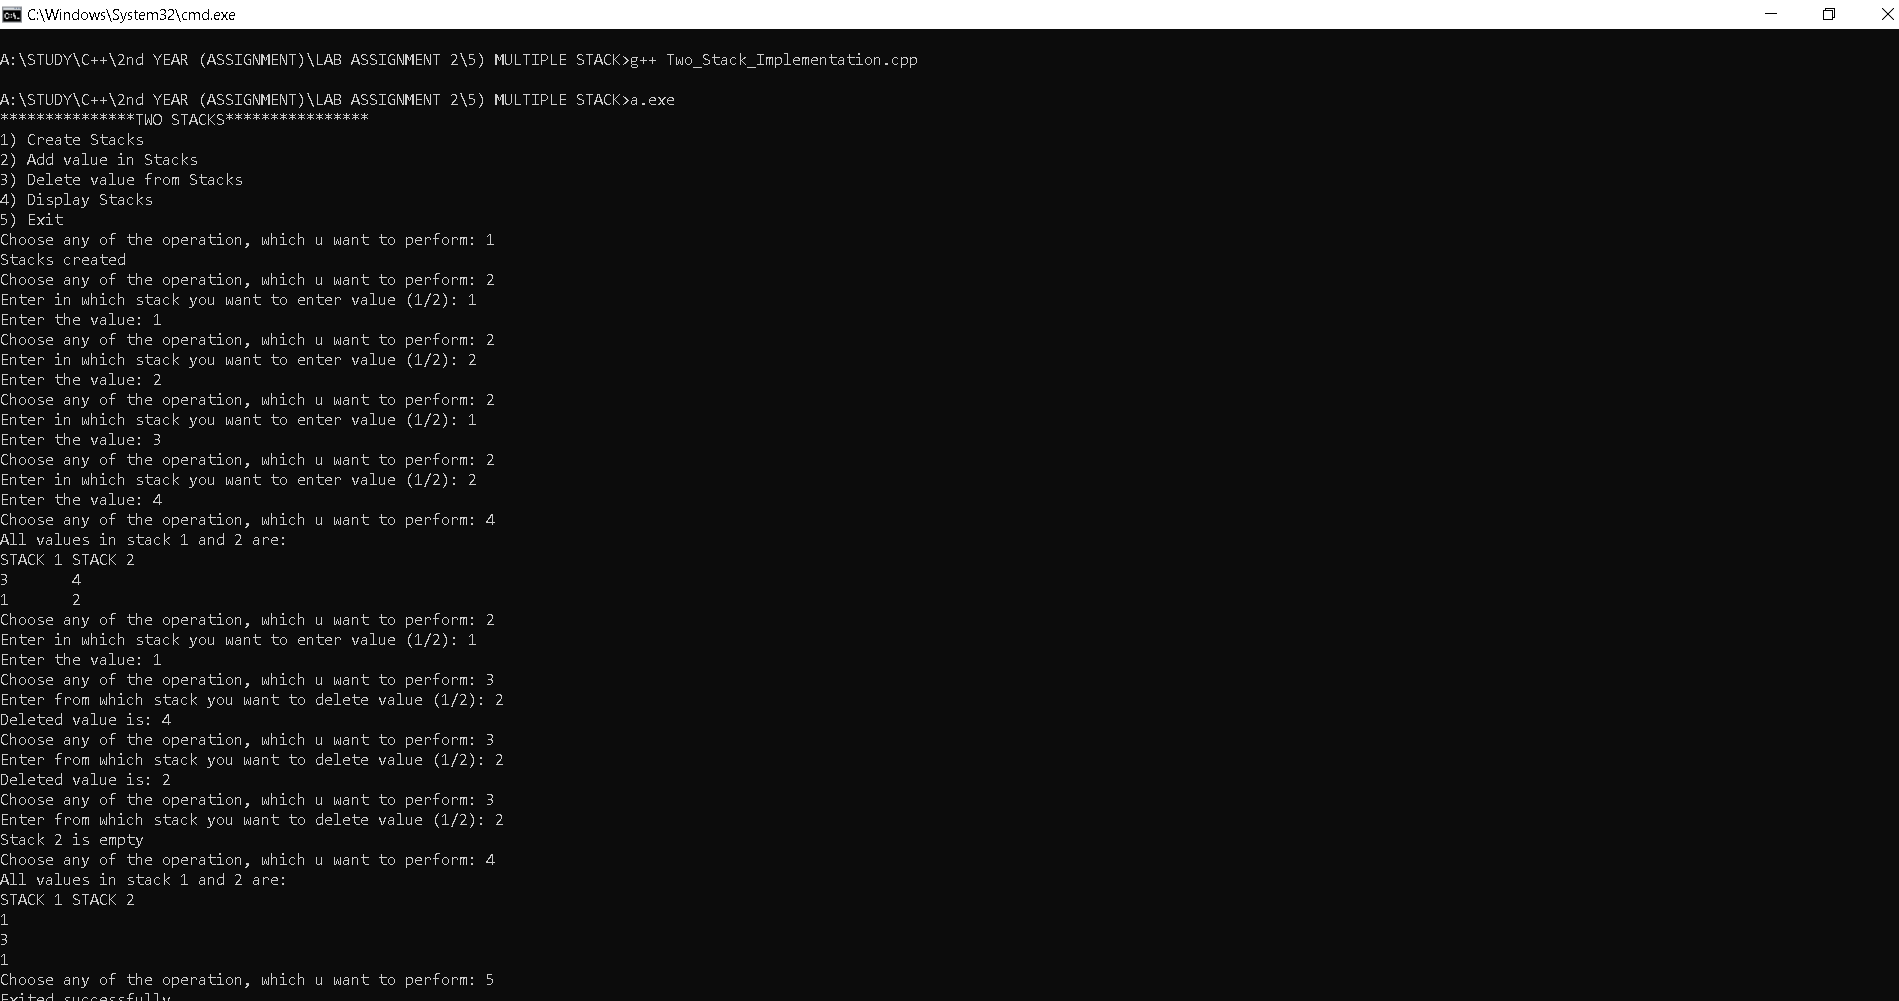 C:\Windows\System32\cmd.exe
A:\STUDY\C++\2nd YEAR (ASSIGNMENT)\LAB ASSIGNMENT 2\5) MULTIPLE STACK>g++ Two_Stack_Implementation.cpp
A:\STUDY\C++\2nd YEAR (ASSIGNMENT)\LAB ASSIGNMENT 2\5) MULTIPLE STACK>a.exe
***************TWO STACKS****************
1) Create Stacks
2) Add value in Stacks
3) Delete value from Stacks
4) Display Stacks
5) Exit
Choose any of the operation, which u want to perform: 1
Stacks created
Choose any of the operation, which u want to perform: 2
Enter in which stack you want to enter value (1/2): 1
Enter the value: 1
Choose any of the operation, which u want to perform: 2
Enter in which stack you want to enter value (1/2): 2
Enter the value: 2
Choose any of the operation, which u want to perform: 2
Enter in which stack you want to enter value (1/2): 1
Enter the value: 3
Choose any of the operation, which u want to perform: 2
Enter in which stack you want to enter value (1/2): 2
Enter the value: 4
Choose any of the operation, which u want to perform: 4
All values in stack 1 and 2 are:
STACK 1 STACK 2
3       4
1       2
Choose any of the operation, which u want to perform: 2
Enter in which stack you want to enter value (1/2): 1
Enter the value: 1
Choose any of the operation, which u want to perform: 3
Enter from which stack you want to delete value (1/2): 2
Deleted value is: 4
Choose any of the operation, which u want to perform: 3
Enter from which stack you want to delete value (1/2): 2
Deleted value is: 2
Choose any of the operation, which u want to perform: 3
Enter from which stack you want to delete value (1/2): 2
Stack 2 is empty
Choose any of the operation, which u want to perform: 4
All values in stack 1 and 2 are:
STACK 1 STACK 2
1
3
1
Choose any of the operation, which u want to perform: 5
Exited successfully